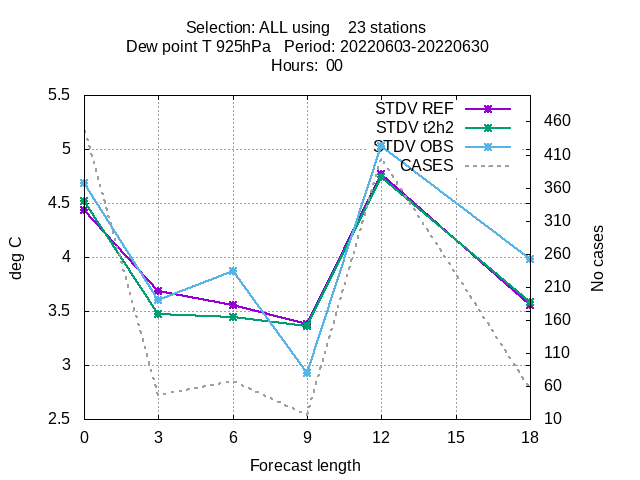 Selection: ALL using 23 stations
Dew point T 925hPa Period: 20220603-20220630
Hours: 00
5.5
5
4.5
4
3.5
3
2.5
deg C
STDV REF
STDV t2h2
STDV OBS
CASES
460
410
360
310
260
210
160
110
60
10
No cases
0 3 6 9 12 15 18
Forecast length